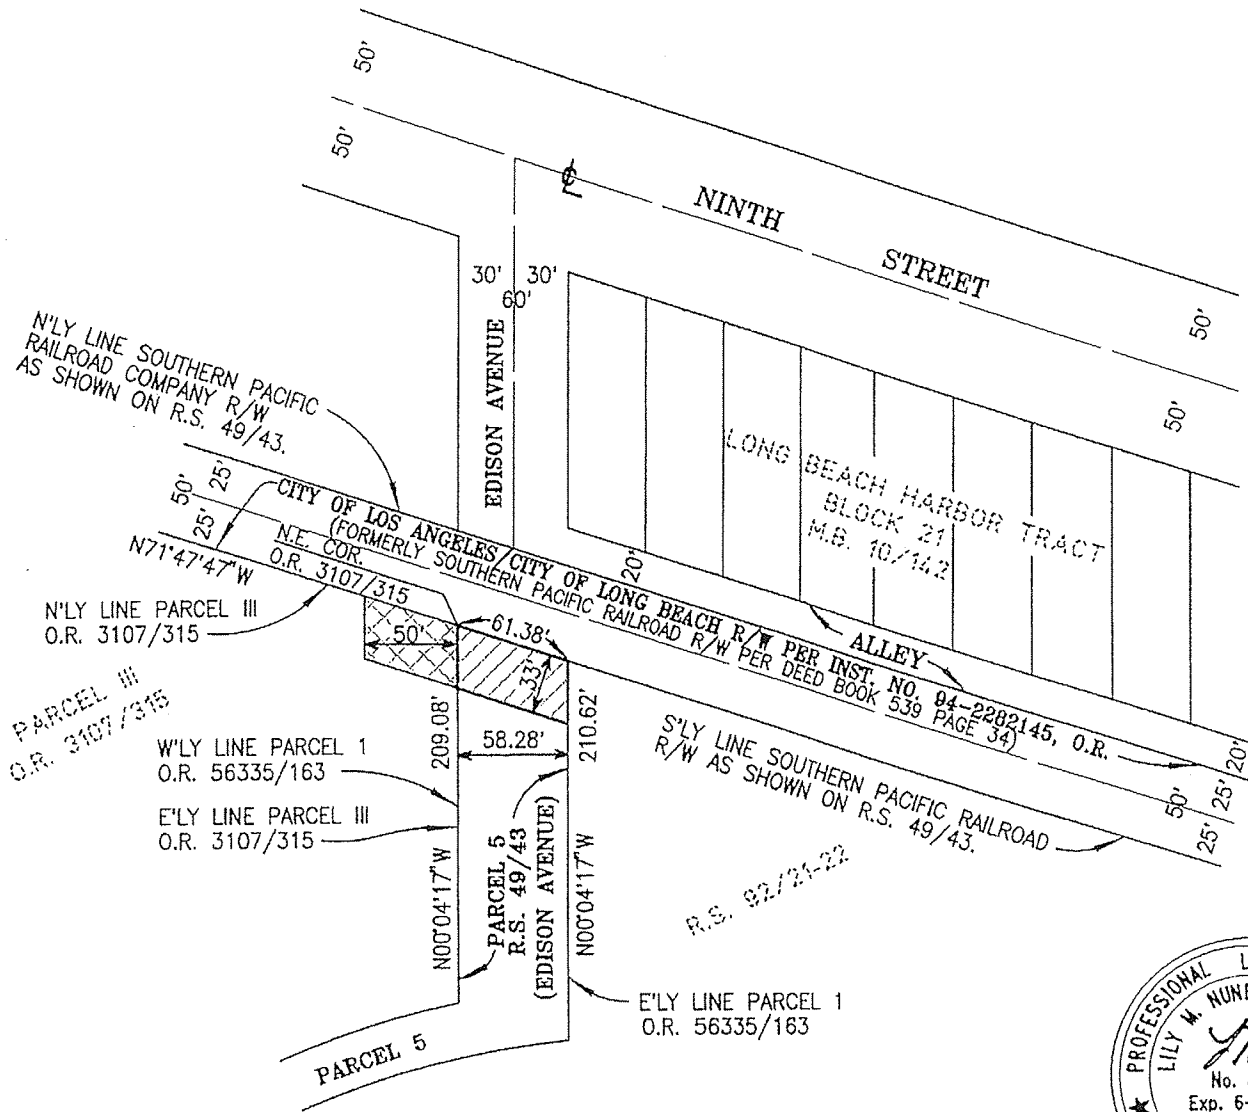 50'
50'
℄
NINTH
STREET
50'
50'
30'
30'
60'
EDISON AVENUE
N'LY LINE SOUTHERN PACIFIC
RAILROAD COMPANY R/W
AS SHOWN ON R.S. 49/43.
LONG BEACH HARBOR TRACT
BLOCK 21
M.B. 10/142
50'
25'
25'
CITY OF LOS ANGELES/CITY OF LONG BEACH R/W PER INST. NO. 94-2282145, O.R.
(FORMERLY SOUTHERN PACIFIC RAILROAD R/W PER DEED BOOK 539 PAGE 34)
N.E. COR.
O.R. 3107/315
N71°47'47"W
20'
ALLEY
N'LY LINE PARCEL III
O.R. 3107/315
50'
61.38'
33'
PARCEL III
O.R. 3107/315
209.08'
210.62'
58.28'
W'LY LINE PARCEL 1
O.R. 56335/163
E'LY LINE PARCEL III
O.R. 3107/315
S'LY LINE SOUTHERN PACIFIC RAILROAD
R/W AS SHOWN ON R.S. 49/43.
20'
25'
50'
25'
N00°04'17"W
PARCEL 5
R.S. 49/43
(EDISON AVENUE)
N00°04'17"W
R.S. 92/21-22
E'LY LINE PARCEL 1
O.R. 56335/163
PARCEL 5
PROFESSIONAL
LILY M.
No.
Exp. 6-